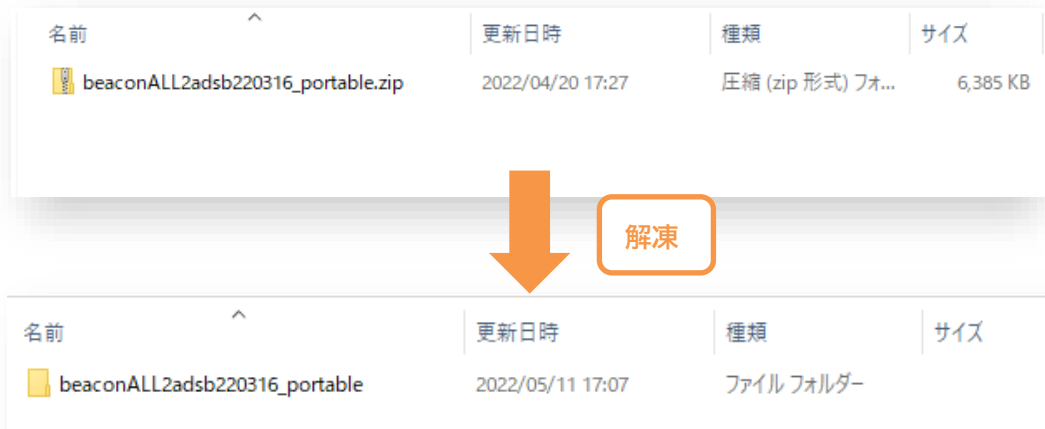 名前 更新日時 種類 サイズ
beaconALL2adsb220316_portable.zip 2022/04/20 17:27 圧縮 (zip 形式) フォ... 6,385 KB
解凍
名前 更新日時 種類 サイズ
beaconALL2adsb220316_portable 2022/05/11 17:07 ファイル フォルダー